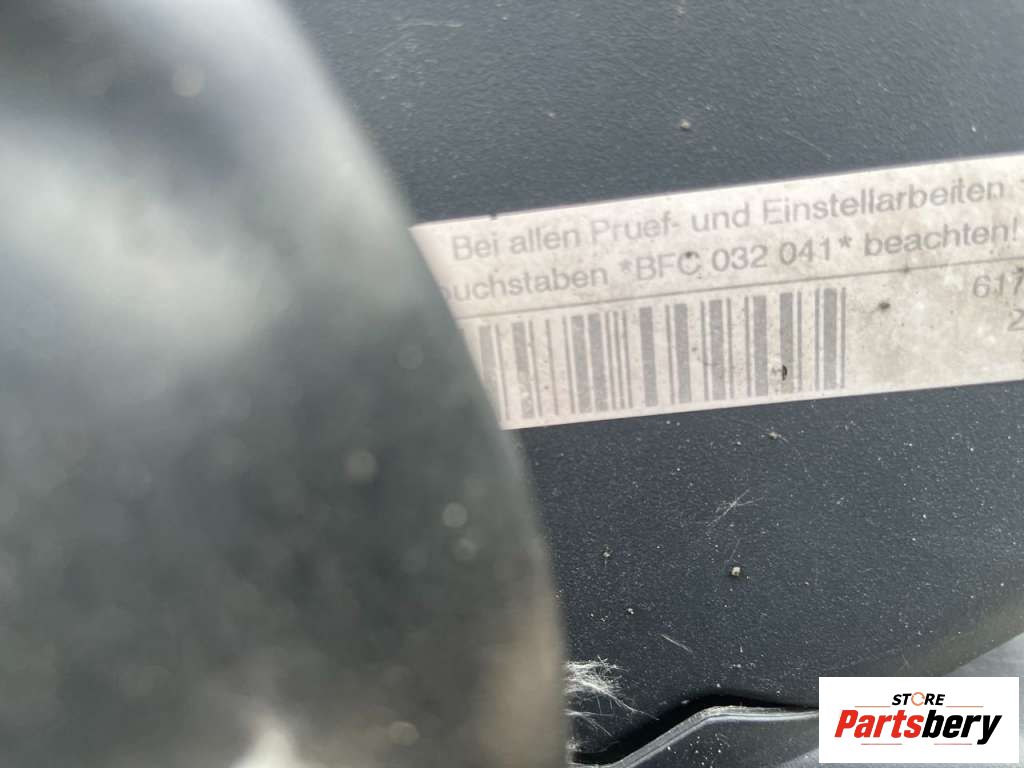 Bei allen Pruef- und Einstellarbeiten
uchstaben *BFC 032 041* beachten!
617
2
STORE
Partsbery